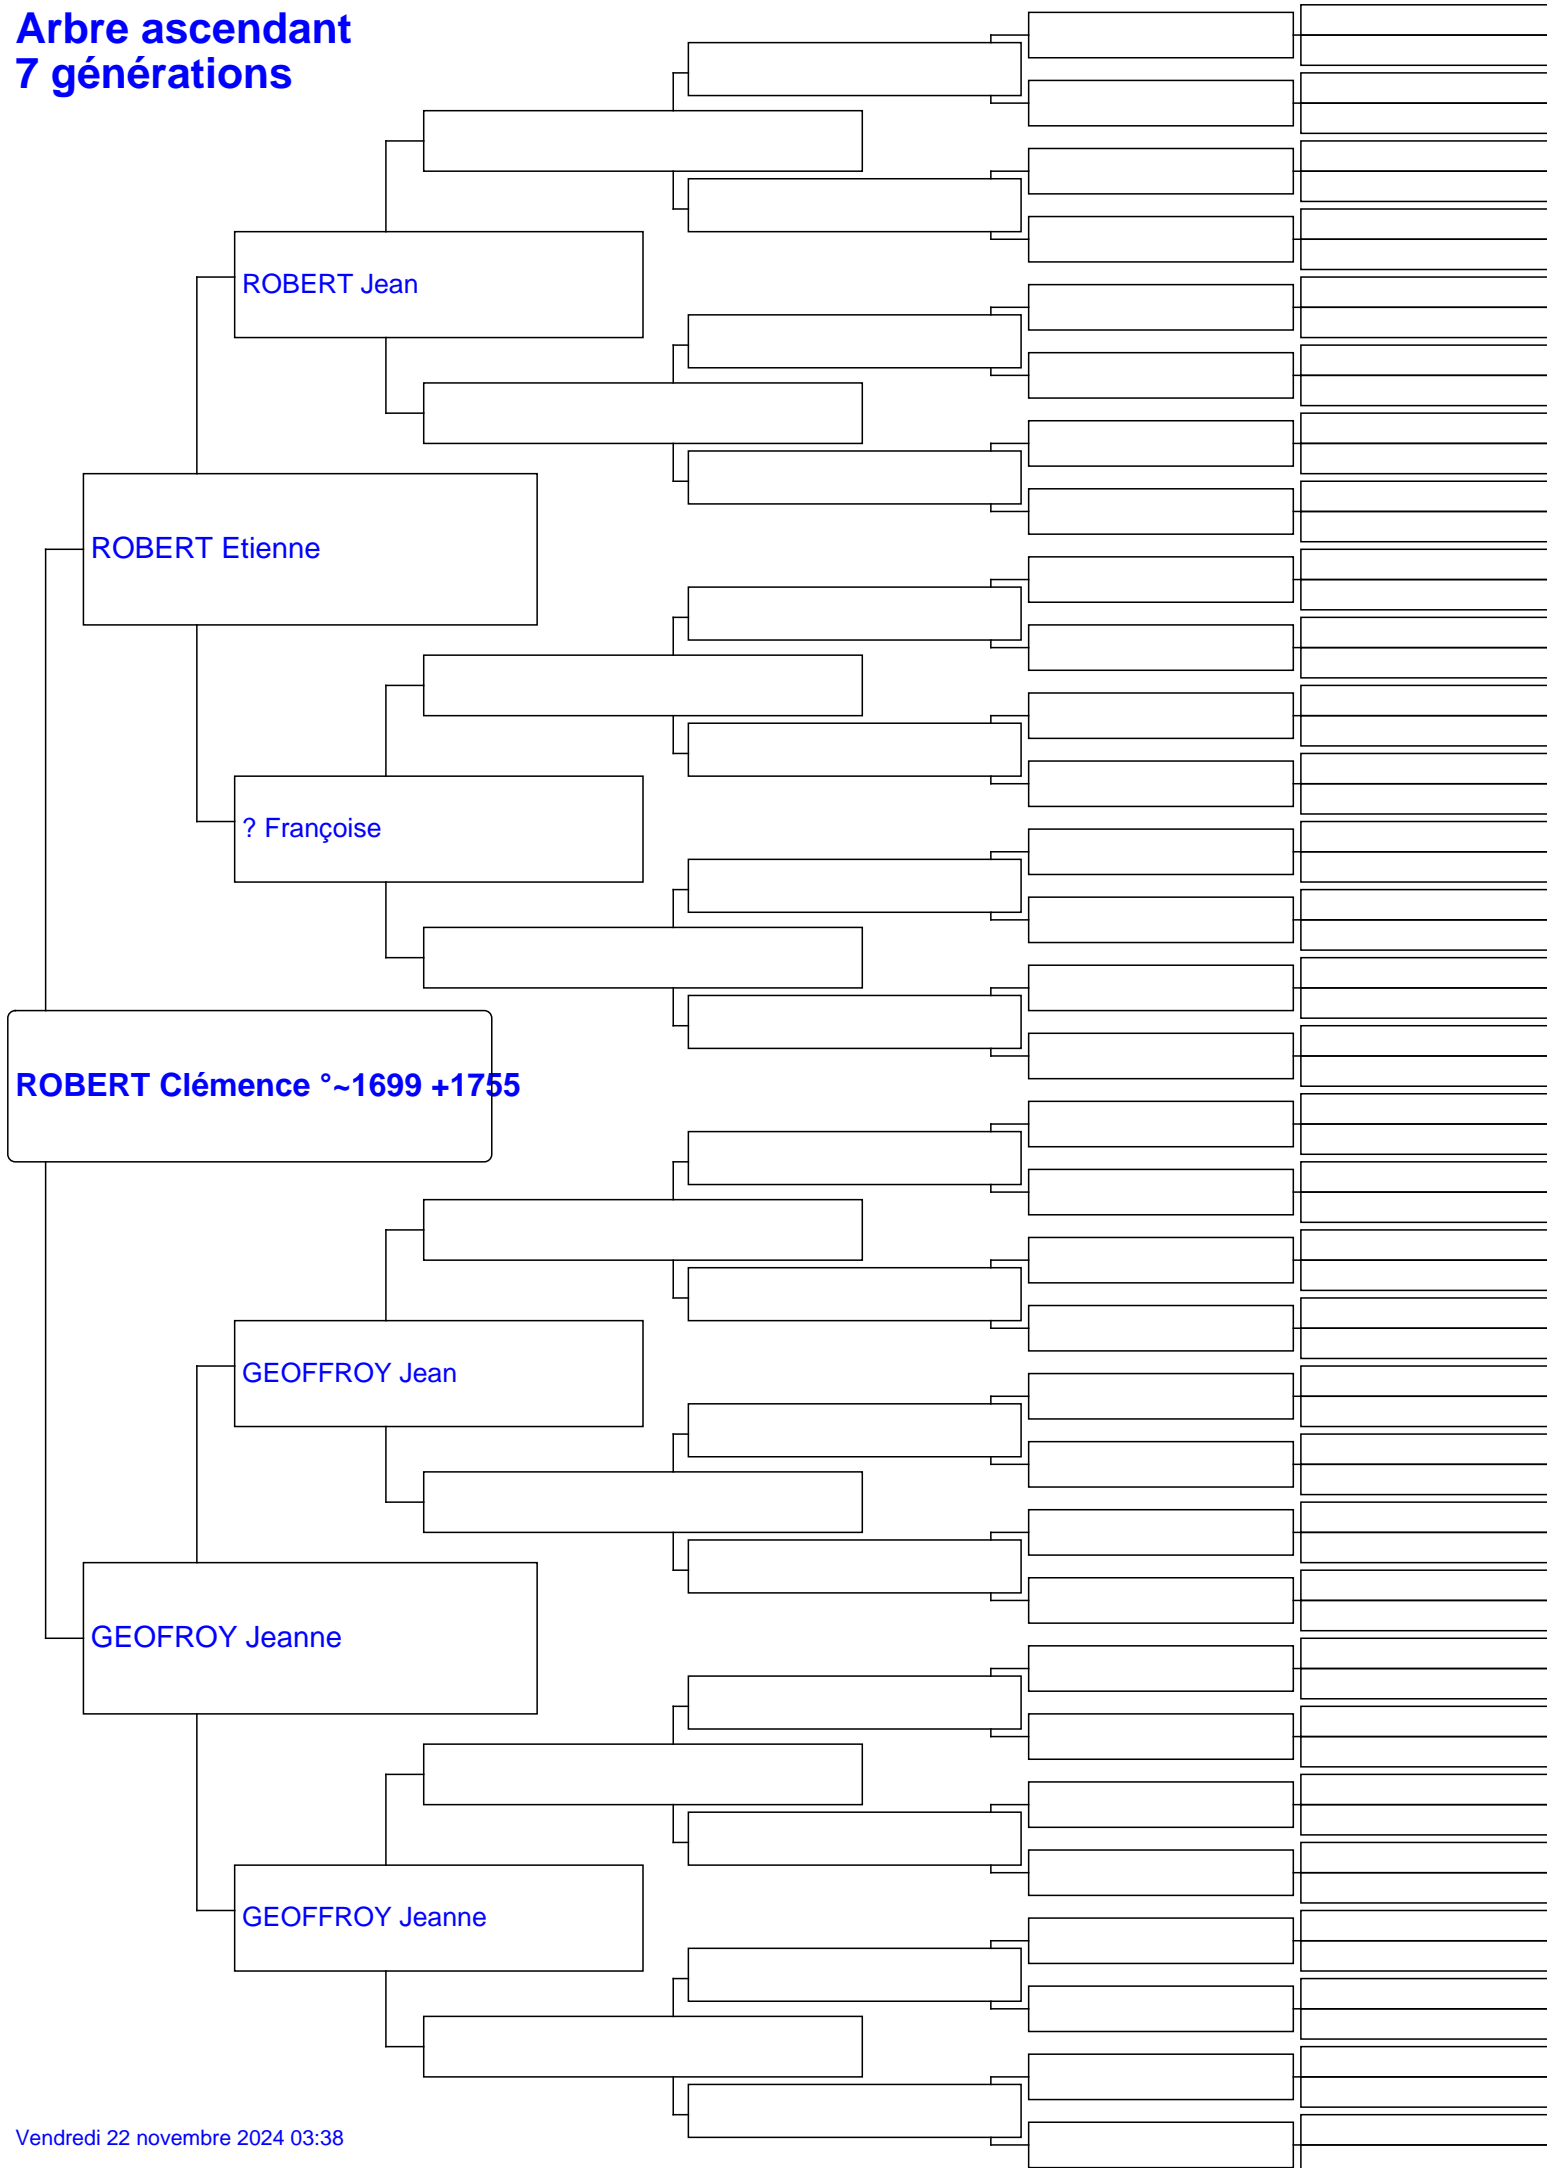 Arbre ascendant
7 générations
ROBERT Jean
ROBERT Etienne
? Françoise
ROBERT Clémence °~1699 +1755
GEOFFROY Jean
GEOFROY Jeanne
GEOFFROY Jeanne
Vendredi 22 novembre 2024 03:38